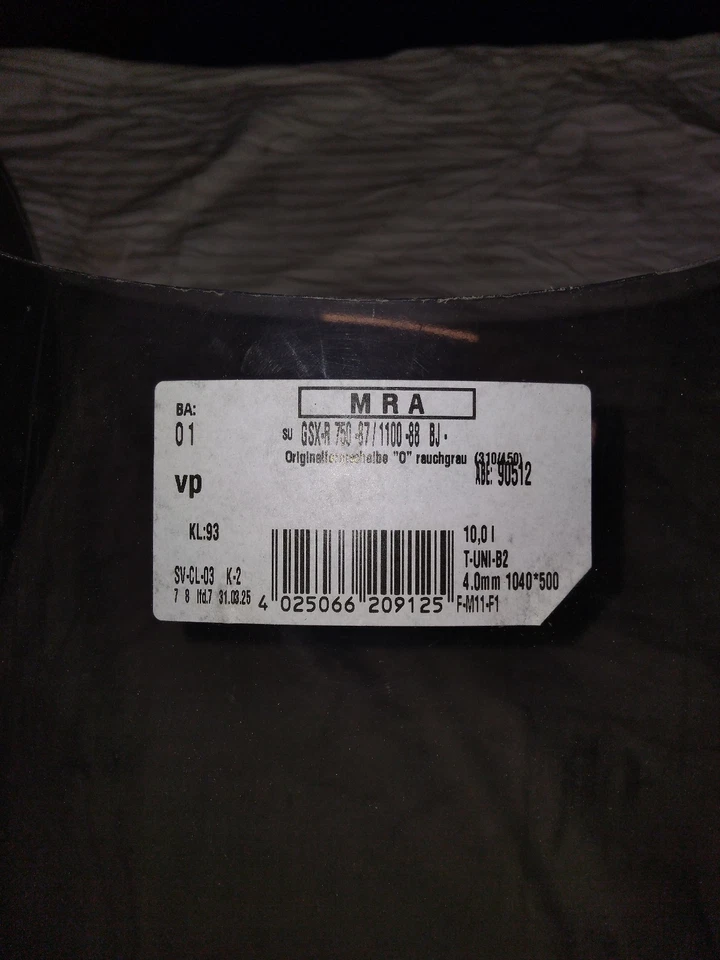 MRA
BA:
01
SU GSX-R 750 -87/1100 -88 BJ -
Originalformscheibe "O" rauchgrau (310/450)
ABE: 90512
vp
KL:93
10,0 l
T-UNI-B2
SV-CL-03 K-2
4.0mm 1040*500
7 8 lfd.7 31.03.25
4 025066 209125
F-M11-F1